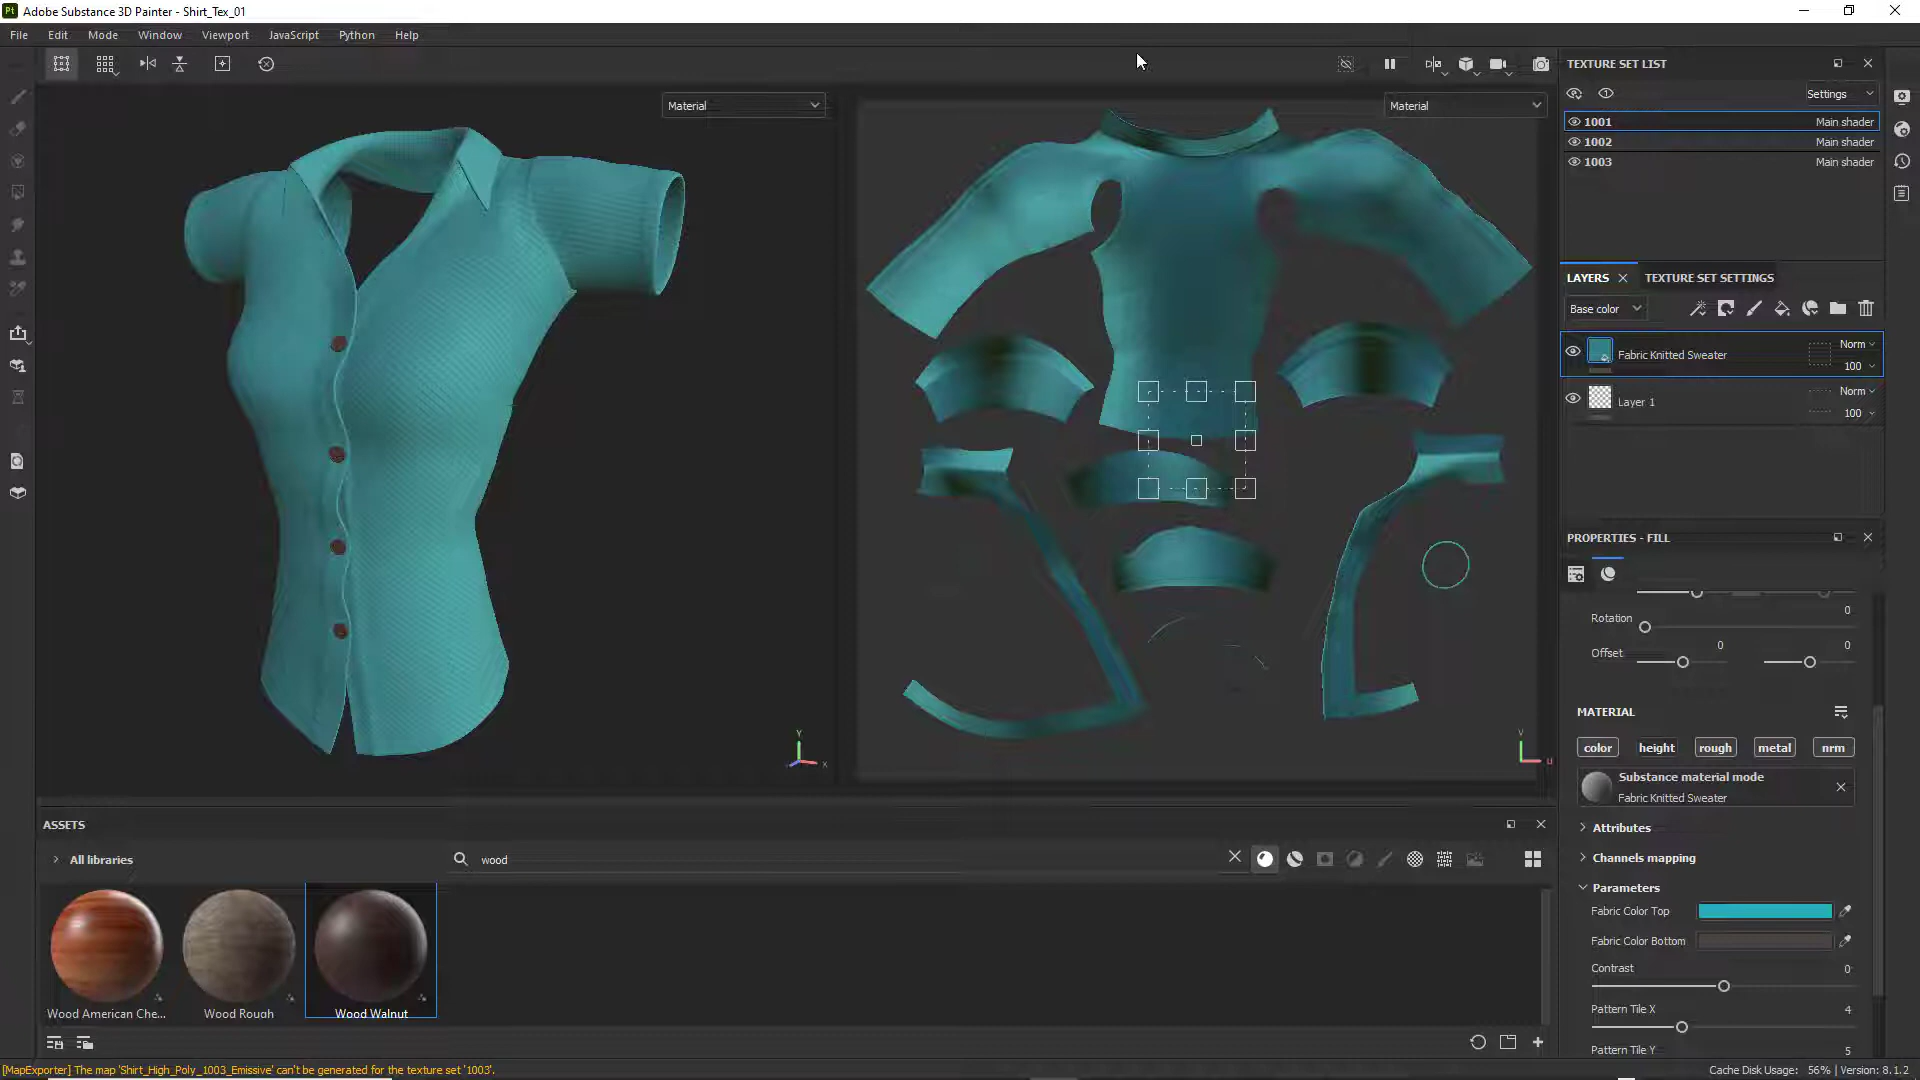 Pt Adobe Substance 3D Painter - Shirt_Tex_01
File Edit Mode Window Viewport JavaScript Python Help
Material
Material
TEXTURE SET LIST
Settings
1001 Main shader
1002 Main shader
1003 Main shader
LAYERS TEXTURE SET SETTINGS
Base color
Fabric Knitted Sweater Norm 100
Layer 1 Norm 100
PROPERTIES - FILL
0
Rotation
0 0
Offset
MATERIAL
color height rough metal nrm
Substance material mode
Fabric Knitted Sweater
Attributes
Channels mapping
Parameters
Fabric Color Top
Fabric Color Bottom
Contrast 0
Pattern Tile X 4
Pattern Tile Y 5
Y
X
V
U
ASSETS
All libraries
wood
Wood American Che...
Wood Rough
Wood Walnut
[MapExporter] The map 'Shirt_High_Poly_1003_Emissive' can't be generated for the texture set '1003'.
Cache Disk Usage: 56% | Version: 8.1.2